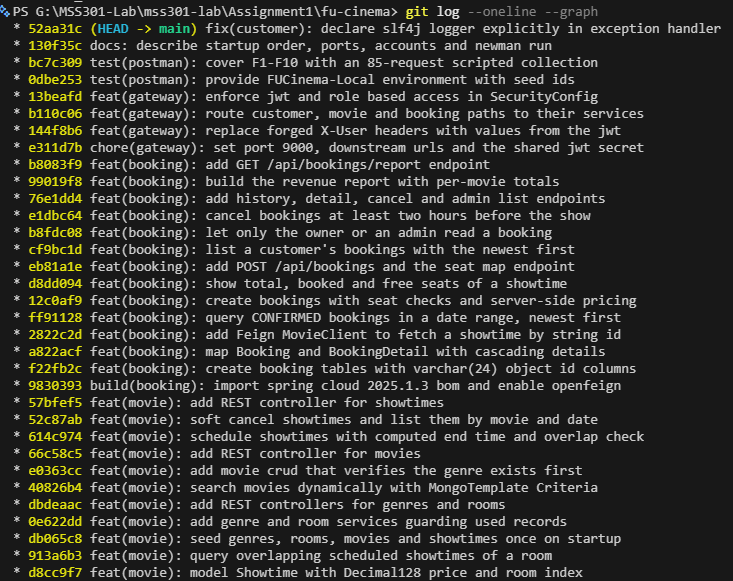 PS G:\MSS301-Lab\mss301-lab\Assignment1\fu-cinema> git log --oneline --graph
* 52aa31c (HEAD -> main) fix(customer): declare slf4j logger explicitly in exception handler
* 130f35c docs: describe startup order, ports, accounts and newman run
* bc7c309 test(postman): cover F1-F10 with an 85-request scripted collection
* 0dbe253 test(postman): provide FUCinema-Local environment with seed ids
* 13beafd feat(gateway): enforce jwt and role based access in SecurityConfig
* b110c06 feat(gateway): route customer, movie and booking paths to their services
* 144f8b6 feat(gateway): replace forged X-User headers with values from the jwt
* e311d7b chore(gateway): set port 9000, downstream urls and the shared jwt secret
* b8083f9 feat(booking): add GET /api/bookings/report endpoint
* 99019f8 feat(booking): build the revenue report with per-movie totals
* 76e1dd4 feat(booking): add history, detail, cancel and admin list endpoints
* e1dbc64 feat(booking): cancel bookings at least two hours before the show
* b8fdc08 feat(booking): let only the owner or an admin read a booking
* cf9bc1d feat(booking): list a customer's bookings with the newest first
* eb81a1e feat(booking): add POST /api/bookings and the seat map endpoint
* d8dd094 feat(booking): show total, booked and free seats of a showtime
* 12c0af9 feat(booking): create bookings with seat checks and server-side pricing
* ff91128 feat(booking): query CONFIRMED bookings in a date range, newest first
* 2822c2d feat(booking): add Feign MovieClient to fetch a showtime by string id
* a822acf feat(booking): map Booking and BookingDetail with cascading details
* f22fb2c feat(booking): create booking tables with varchar(24) object id columns
* 9830393 build(booking): import spring cloud 2025.1.3 bom and enable openfeign
* 57bfef5 feat(movie): add REST controller for showtimes
* 52c87ab feat(movie): soft cancel showtimes and list them by movie and date
* 614c974 feat(movie): schedule showtimes with computed end time and overlap check
* 66c58c5 feat(movie): add REST controller for movies
* e0363cc feat(movie): add movie crud that verifies the genre exists first
* 40826b4 feat(movie): search movies dynamically with MongoTemplate Criteria
* dbdeaac feat(movie): add REST controllers for genres and rooms
* 0e622dd feat(movie): add genre and room services guarding used records
* db065c8 feat(movie): seed genres, rooms, movies and showtimes once on startup
* 913a6b3 feat(movie): query overlapping scheduled showtimes of a room
* d8cc9f7 feat(movie): model Showtime with Decimal128 price and room index